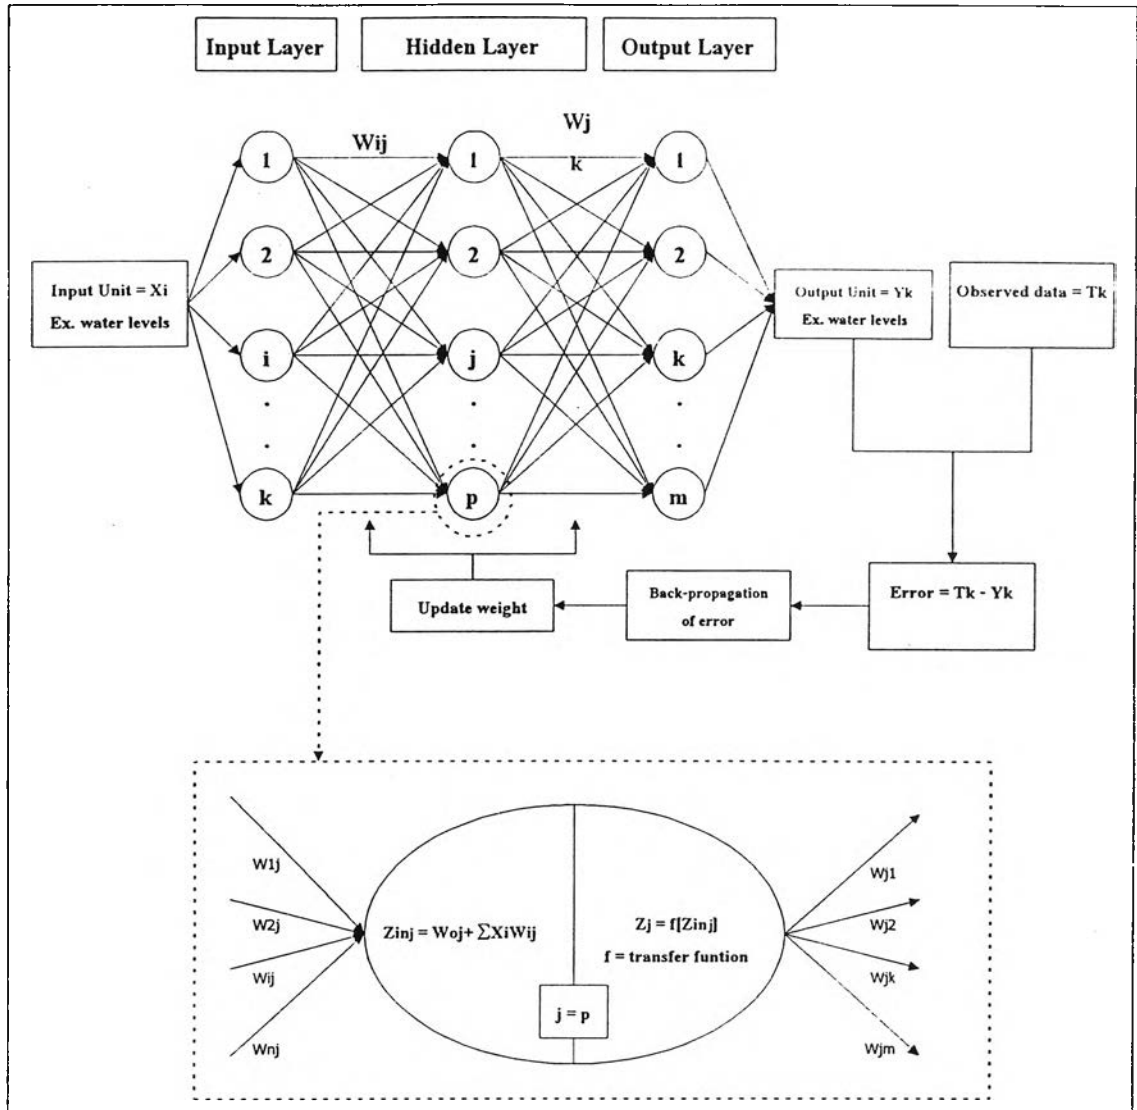 Input Layer
Hidden Layer
Output Layer
Wij
Wj
k
1
2
i
.
.
k
1
2
j
.
.
p
1
2
k
.
.
m
Input Unit = Xi
Ex. water levels
Output Unit = Yk
Ex. water levels
Observed data = Tk
Update weight
Back-propagation
of error
Error = Tk - Yk
W1j
W2j
Wij
Wnj
Zinj = Woj+ ∑XiWij
Zj = f[Zinj]
f = transfer funtion
j = p
Wj1
Wj2
Wjk
Wjm